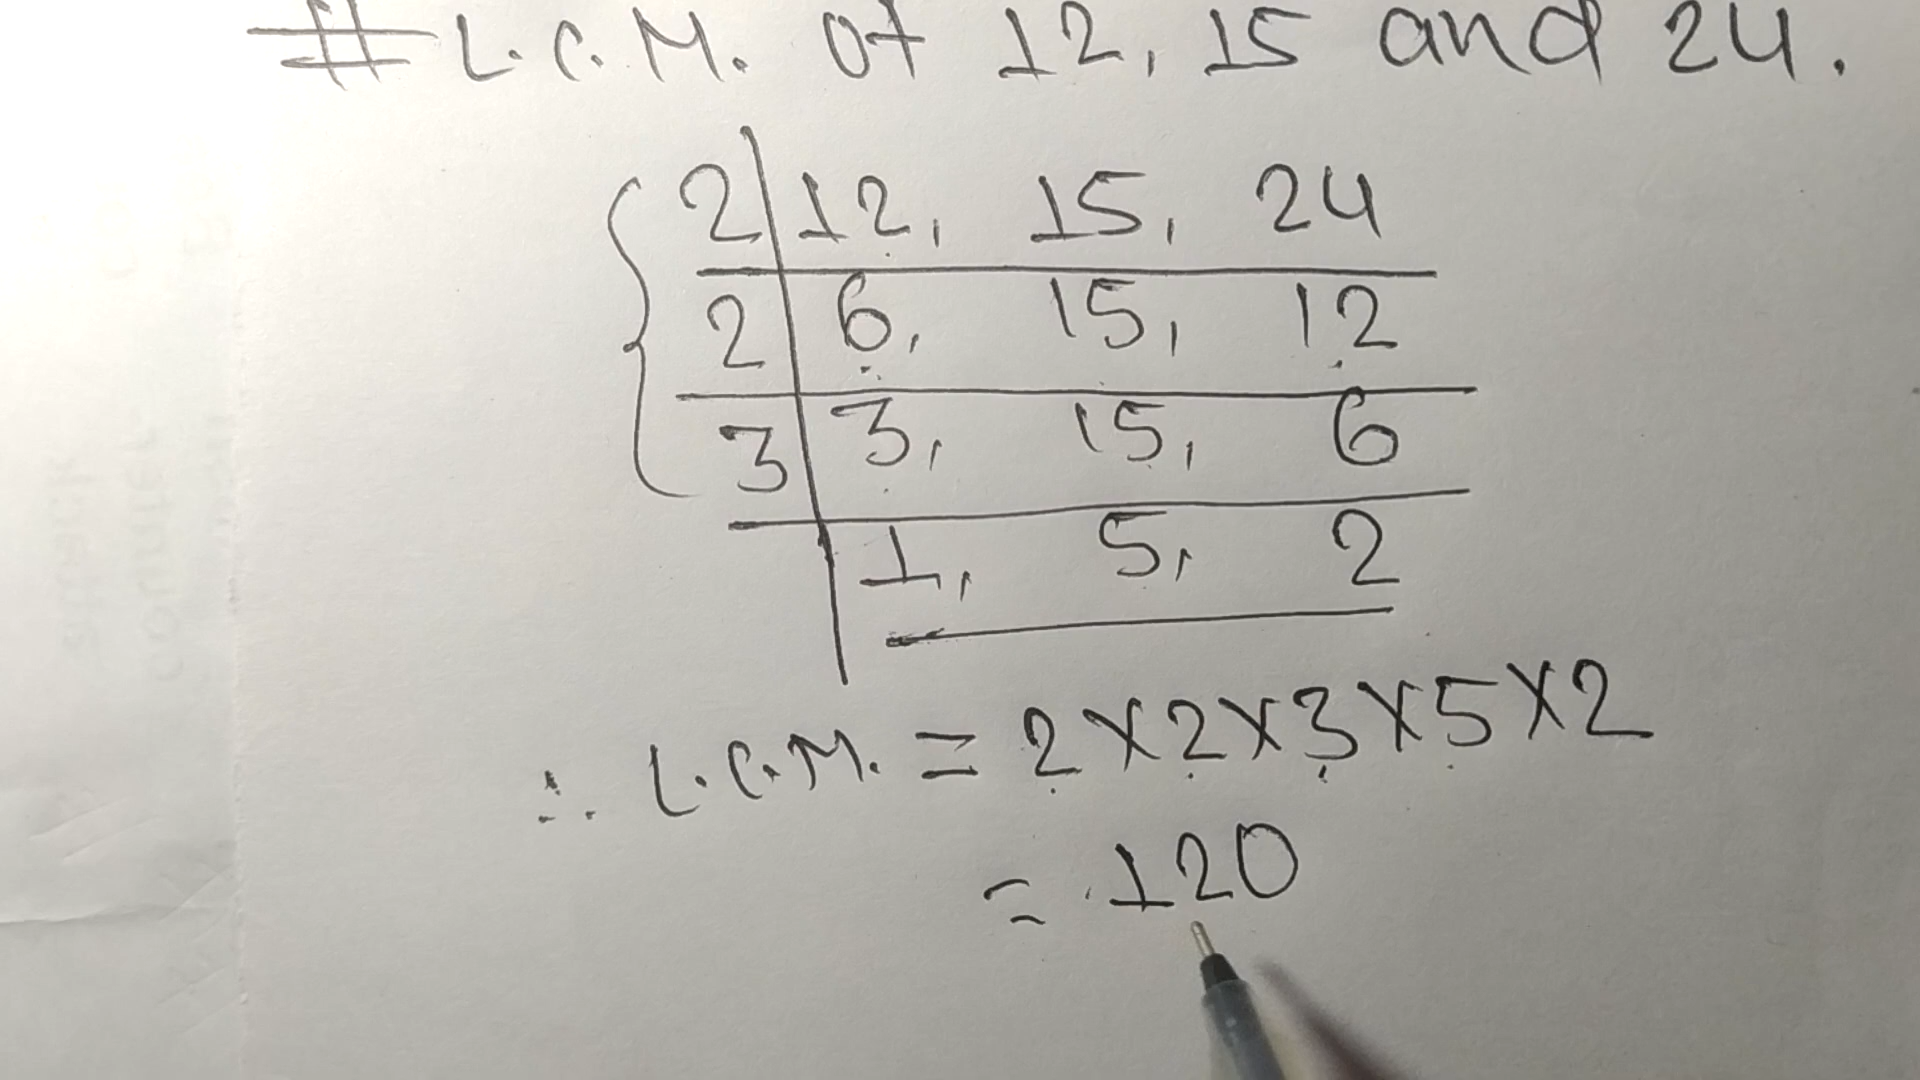 # L.C.M. of 12, 15 and 24.
2 12, 15, 24
2 6, 15, 12
3 3, 15, 6
1, 5, 2
∴ L.C.M. = 2×2×3×5×2
= 120